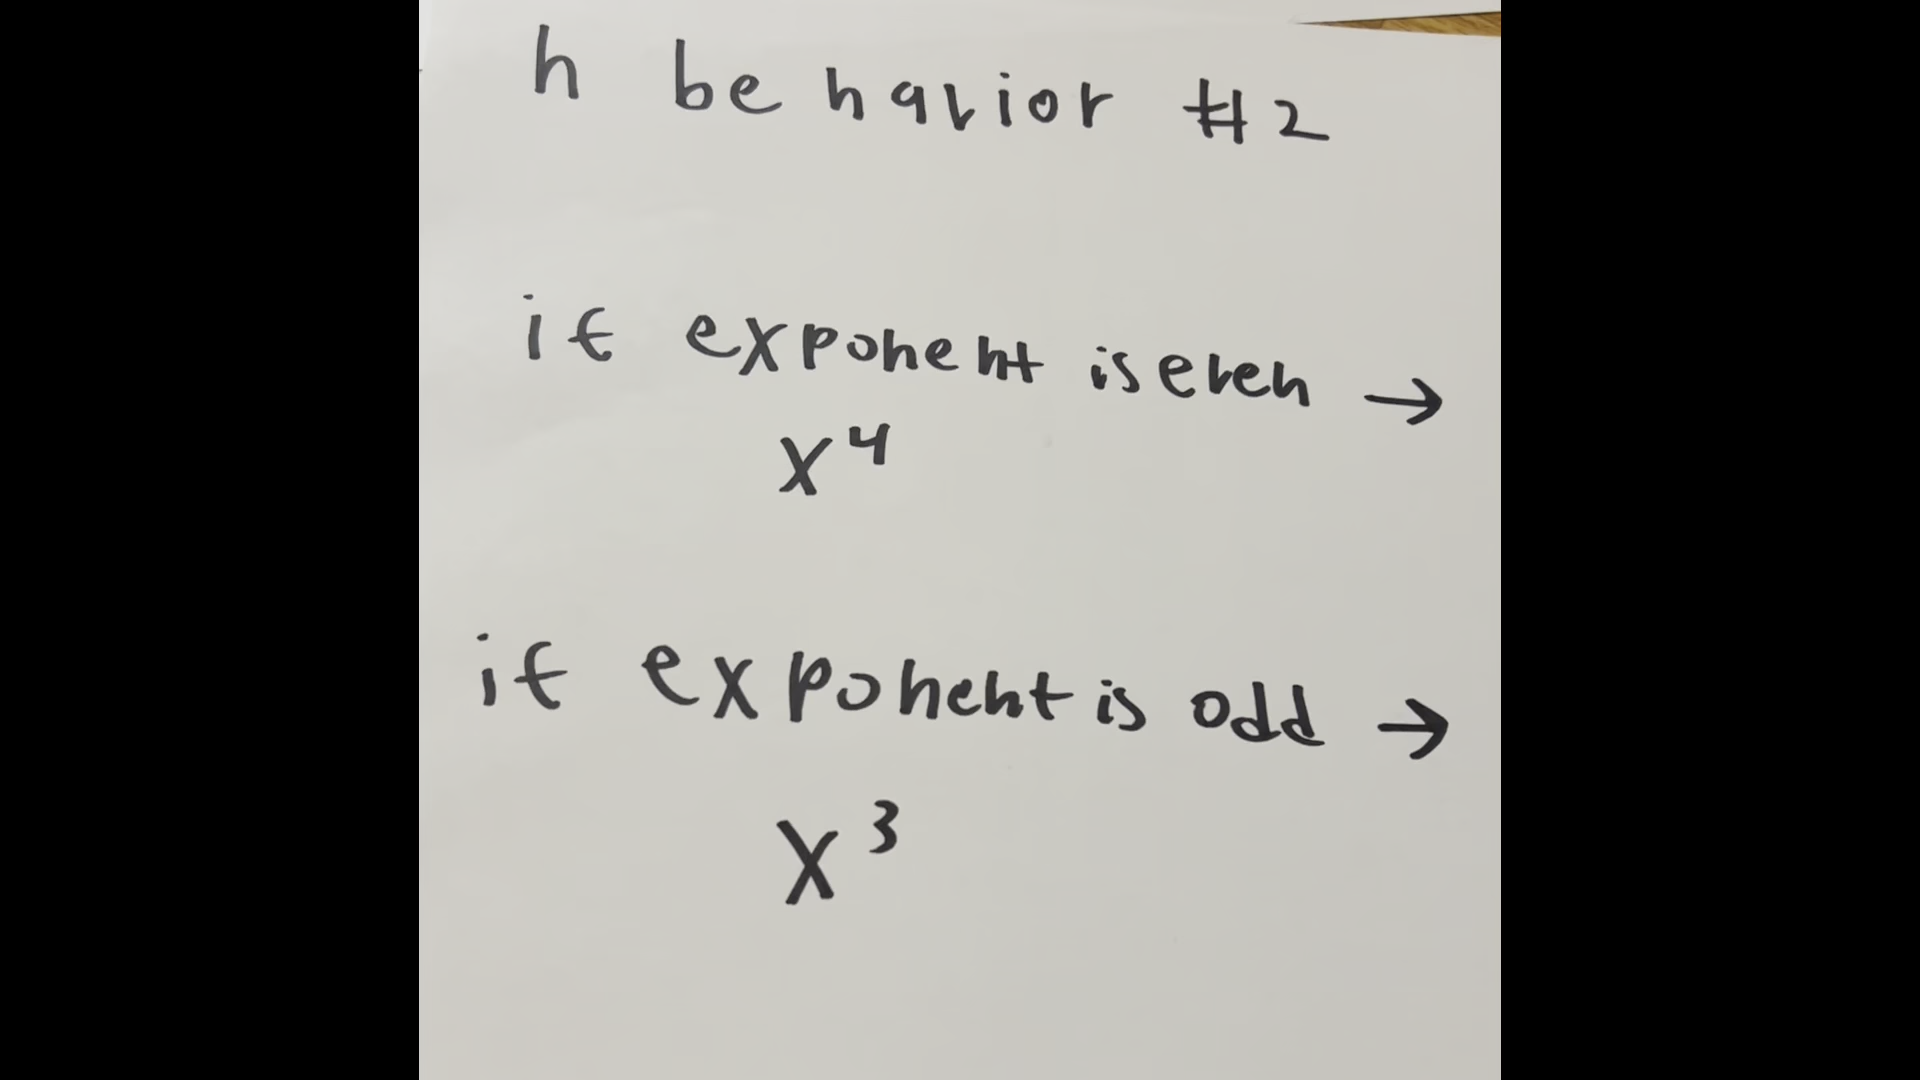 n behavior #2
if exponent is even →
x⁴
if exponent is odd →
x³